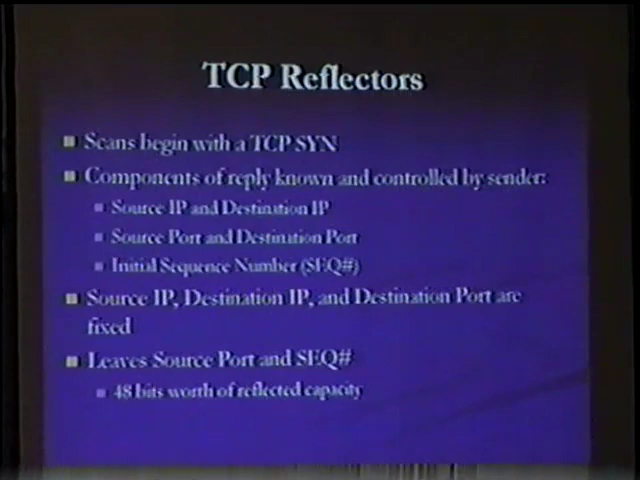 TCP Reflectors
Scans begin with a TCP SYN
Components of reply known and controlled by sender:
Source IP and Destination IP
Source Port and Destination Port
Initial Sequence Number (SEQ#)
Source IP, Destination IP, and Destination Port are
fixed
Leaves Source Port and SEQ#
48 bits worth of reflected capacity